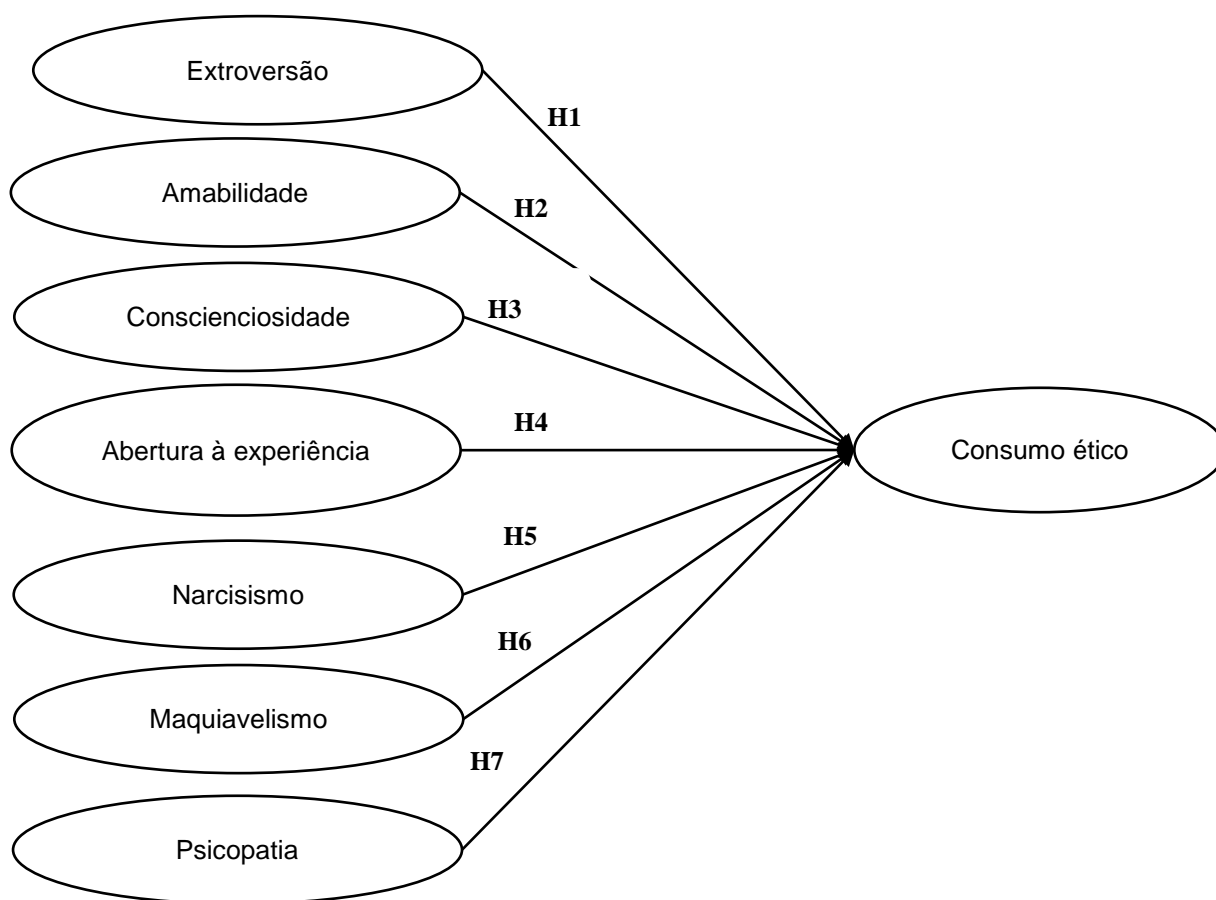 Extroversão
H1
Amabilidade
H2
Conscienciosidade
H3
Abertura à experiência
H4
Consumo ético
Narcisismo
H5
Maquiavelismo
H6
Psicopatia
H7